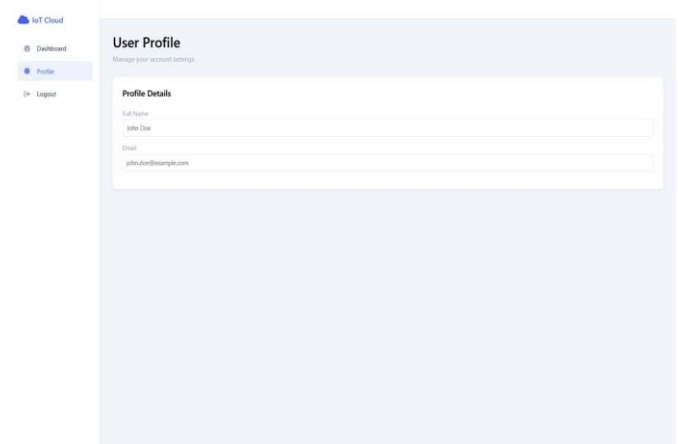 IoT Cloud
Dashboard
Profile
Logout
User Profile
Manage your account settings
Profile Details
Full Name
John Doe
Email
john.doe@example.com